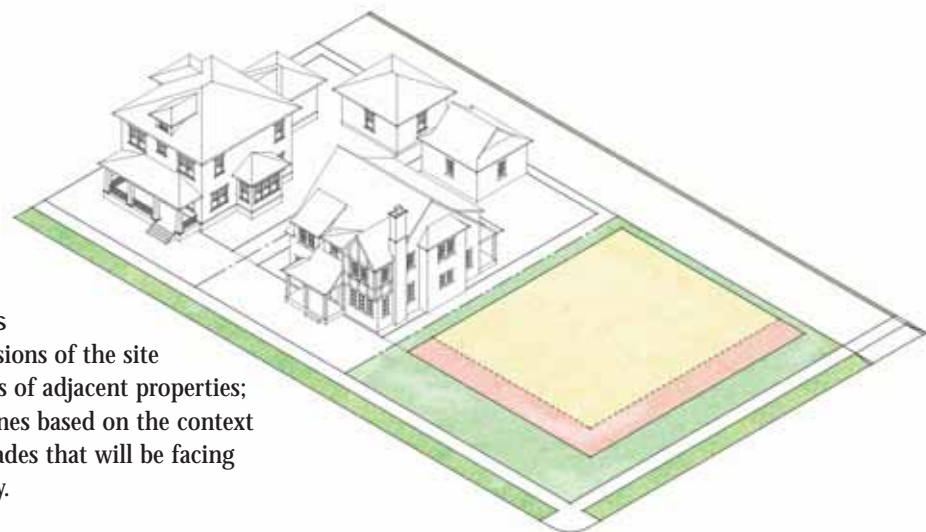 s
sions of the site
s of adjacent properties;
nes based on the context
ades that will be facing
y.